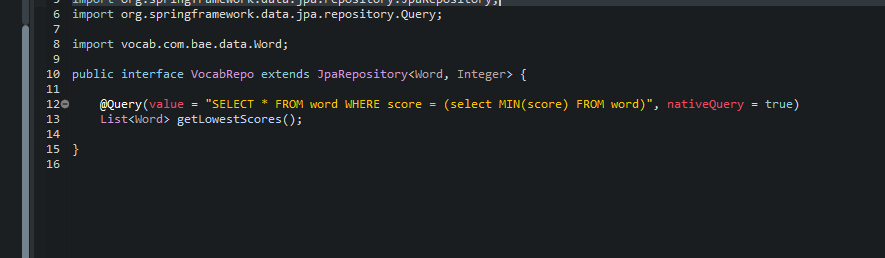 5 import org.springframework.data.jpa.repository.JpaRepository;
6 import org.springframework.data.jpa.repository.Query;
7
8 import vocab.com.bae.data.Word;
9
10 public interface VocabRepo extends JpaRepository<Word, Integer> {
11
12 @Query(value = "SELECT * FROM word WHERE score = (select MIN(score) FROM word)", nativeQuery = true)
13 List<Word> getLowestScores();
14
15 }
16